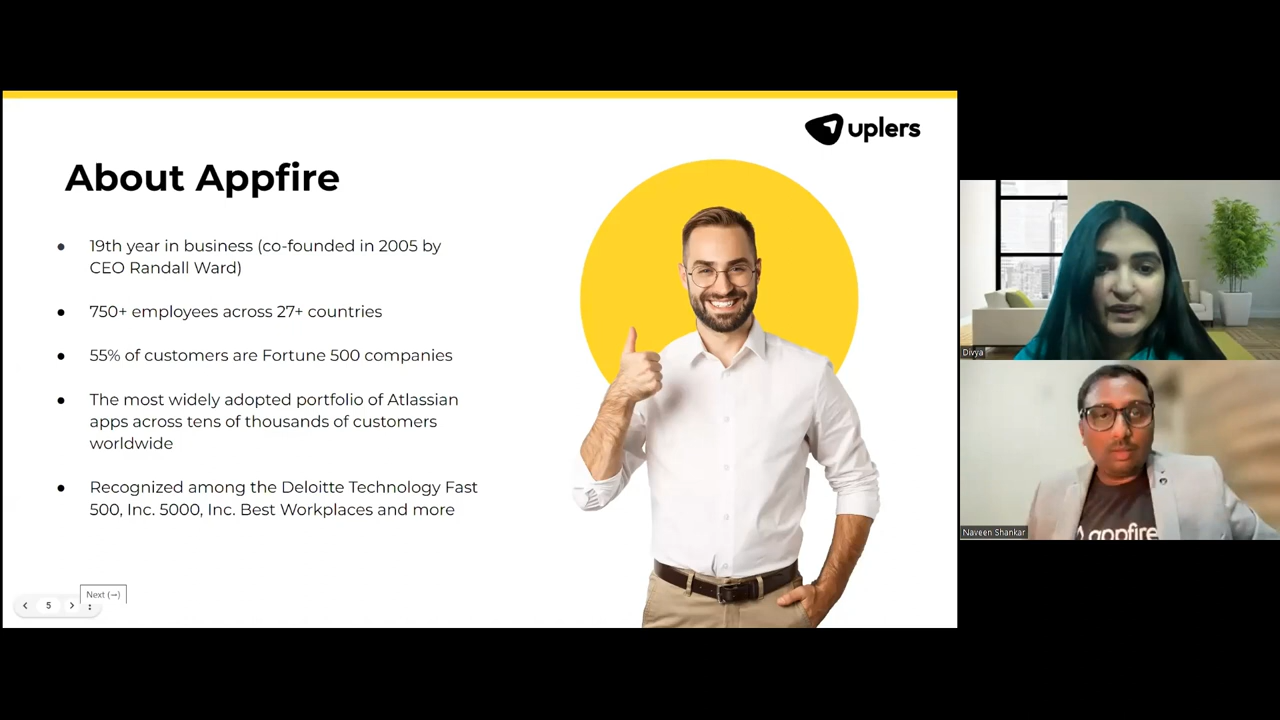 uplers
About Appfire
19th year in business (co-founded in 2005 by
CEO Randall Ward)
750+ employees across 27+ countries
55% of customers are Fortune 500 companies
The most widely adopted portfolio of Atlassian
apps across tens of thousands of customers
worldwide
Recognized among the Deloitte Technology Fast
500, Inc. 5000, Inc. Best Workplaces and more
Next (→)
5
Divya
appfire
Naveen Shankar